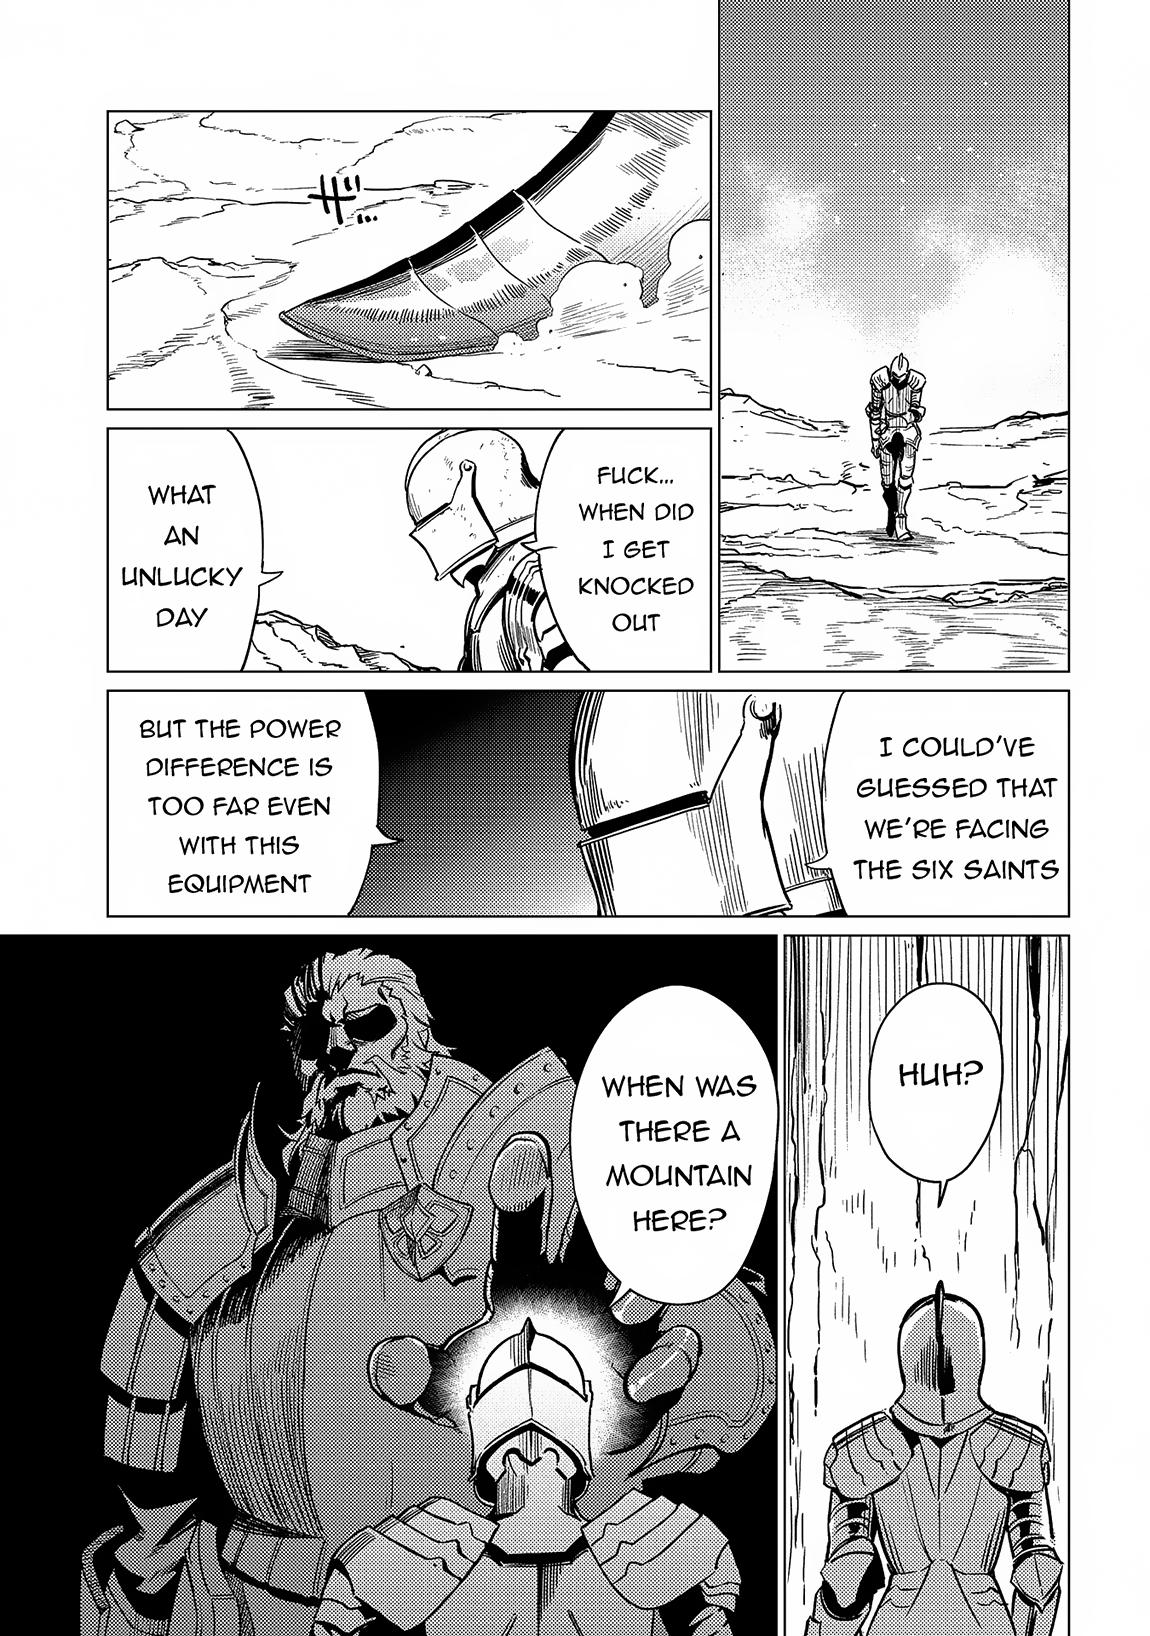 ザッ...
FUCK...
WHEN DID
I GET
KNOCKED
OUT
WHAT
AN
UNLUCKY
DAY
I COULD'VE
GUESSED THAT
WE'RE FACING
THE SIX SAINTS
BUT THE POWER
DIFFERENCE IS
TOO FAR EVEN
WITH THIS
EQUIPMENT
HUH?
WHEN WAS
THERE A
MOUNTAIN
HERE?